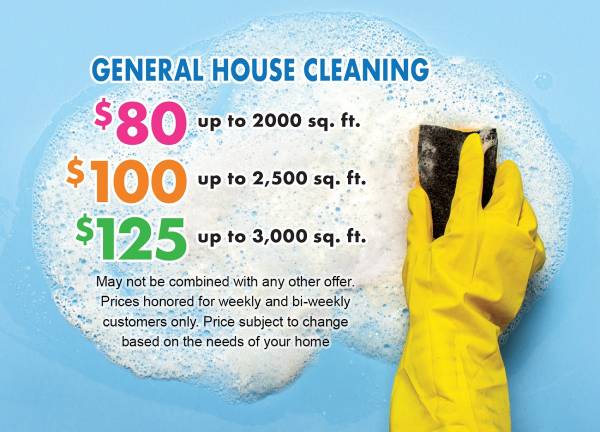 GENERAL HOUSE CLEANING
$80 up to 2000 sq. ft.
$100 up to 2,500 sq. ft.
$125 up to 3,000 sq. ft.
May not be combined with any other offer.
Prices honored for weekly and bi-weekly
customers only. Price subject to change
based on the needs of your home